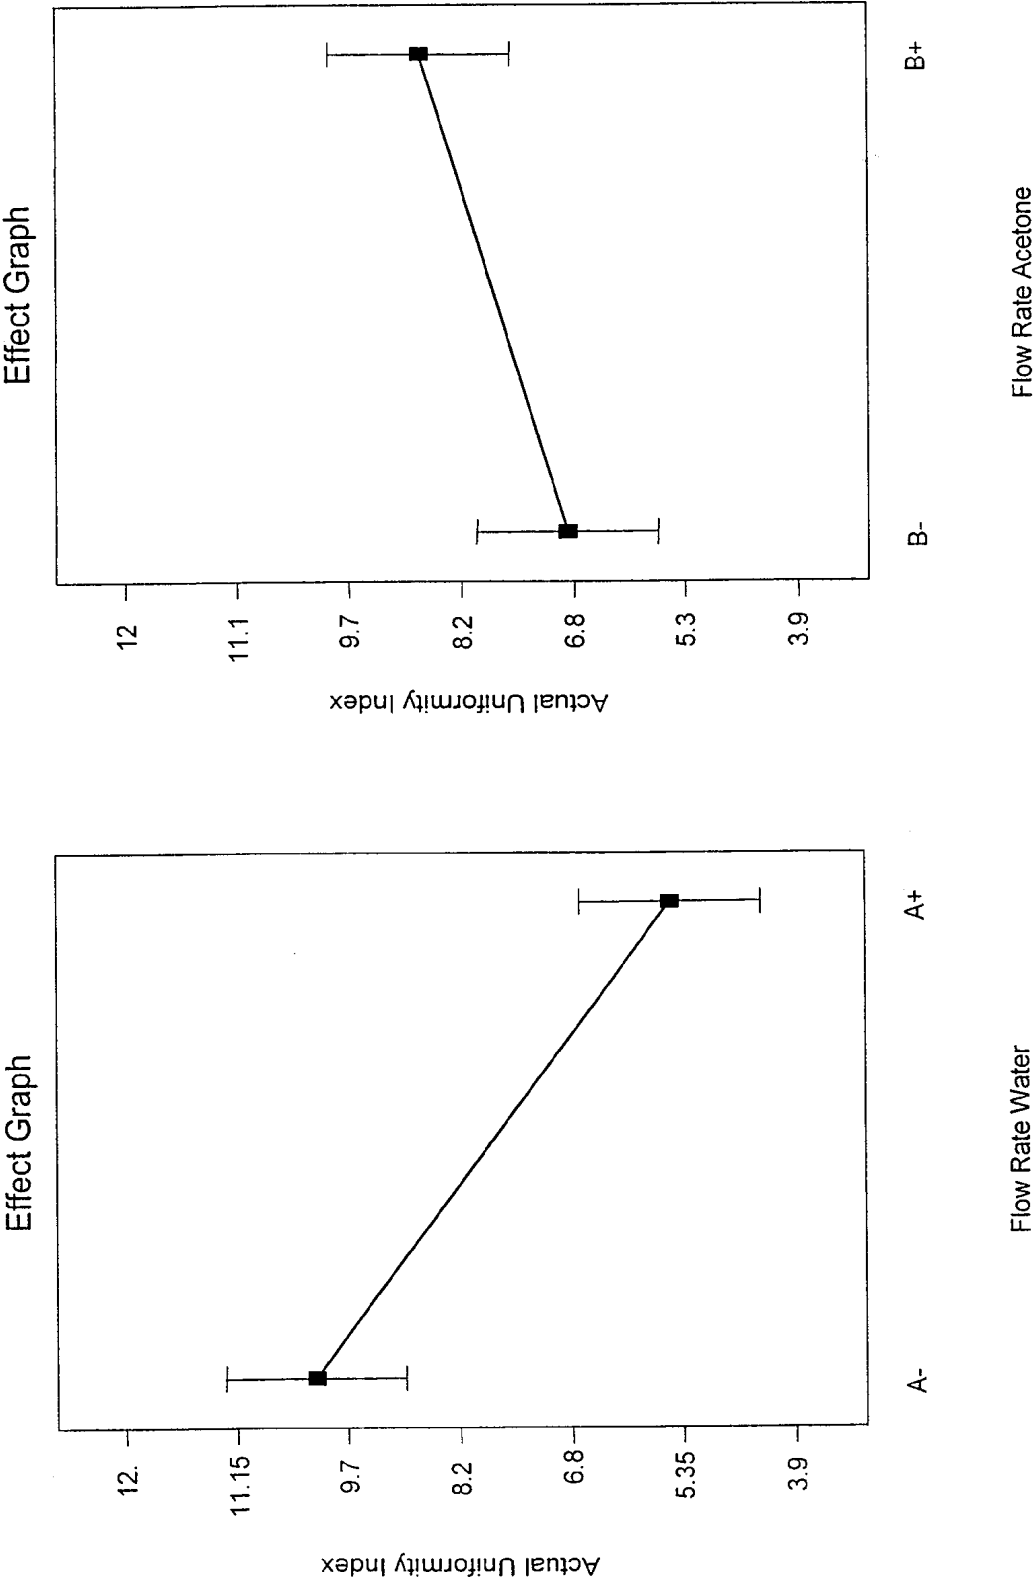 Effect Graph
Actual Uniformity Index
12.
11.15
9.7
8.2
6.8
5.35
3.9
A-
A+
Flow Rate Water
Effect Graph
Actual Uniformity Index
12
11.1
9.7
8.2
6.8
5.3
3.9
B-
B+
Flow Rate Acetone